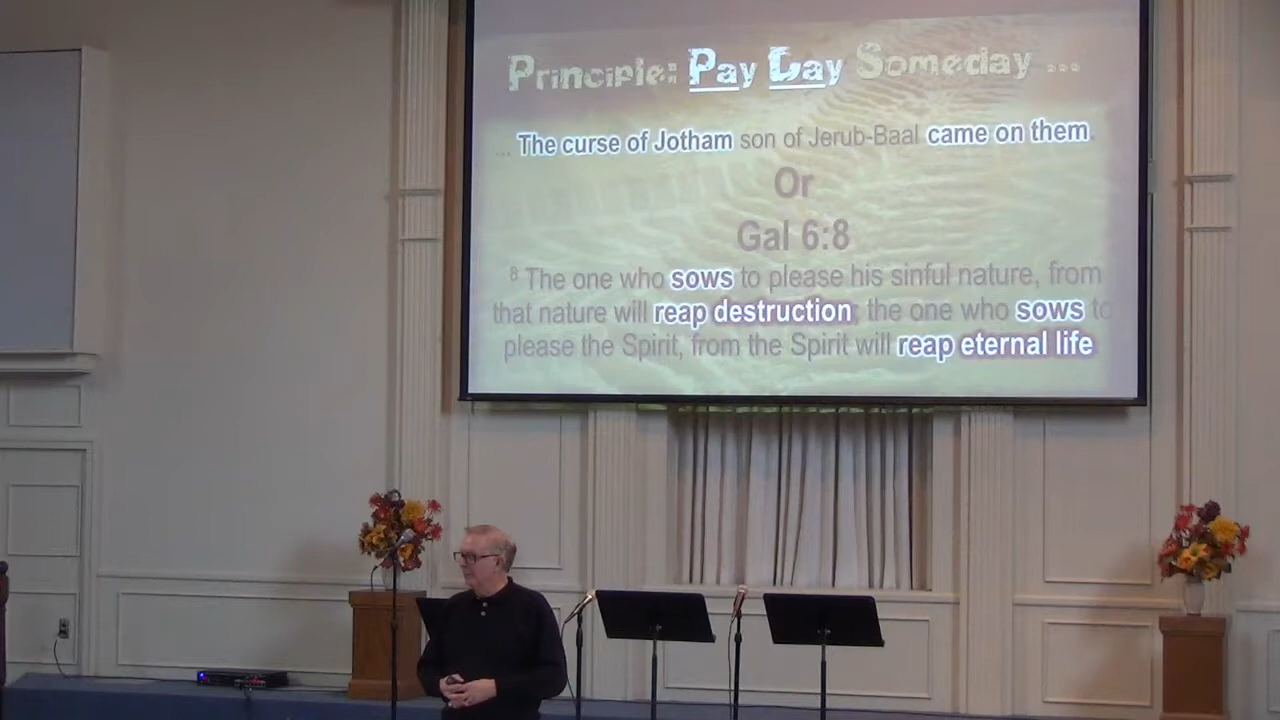 Principle: Pay Day Someday ...
... The curse of Jotham son of Jerub-Baal came on them.
Or
Gal 6:8
8 The one who sows to please his sinful nature, from
that nature will reap destruction; the one who sows to
please the Spirit, from the Spirit will reap eternal life